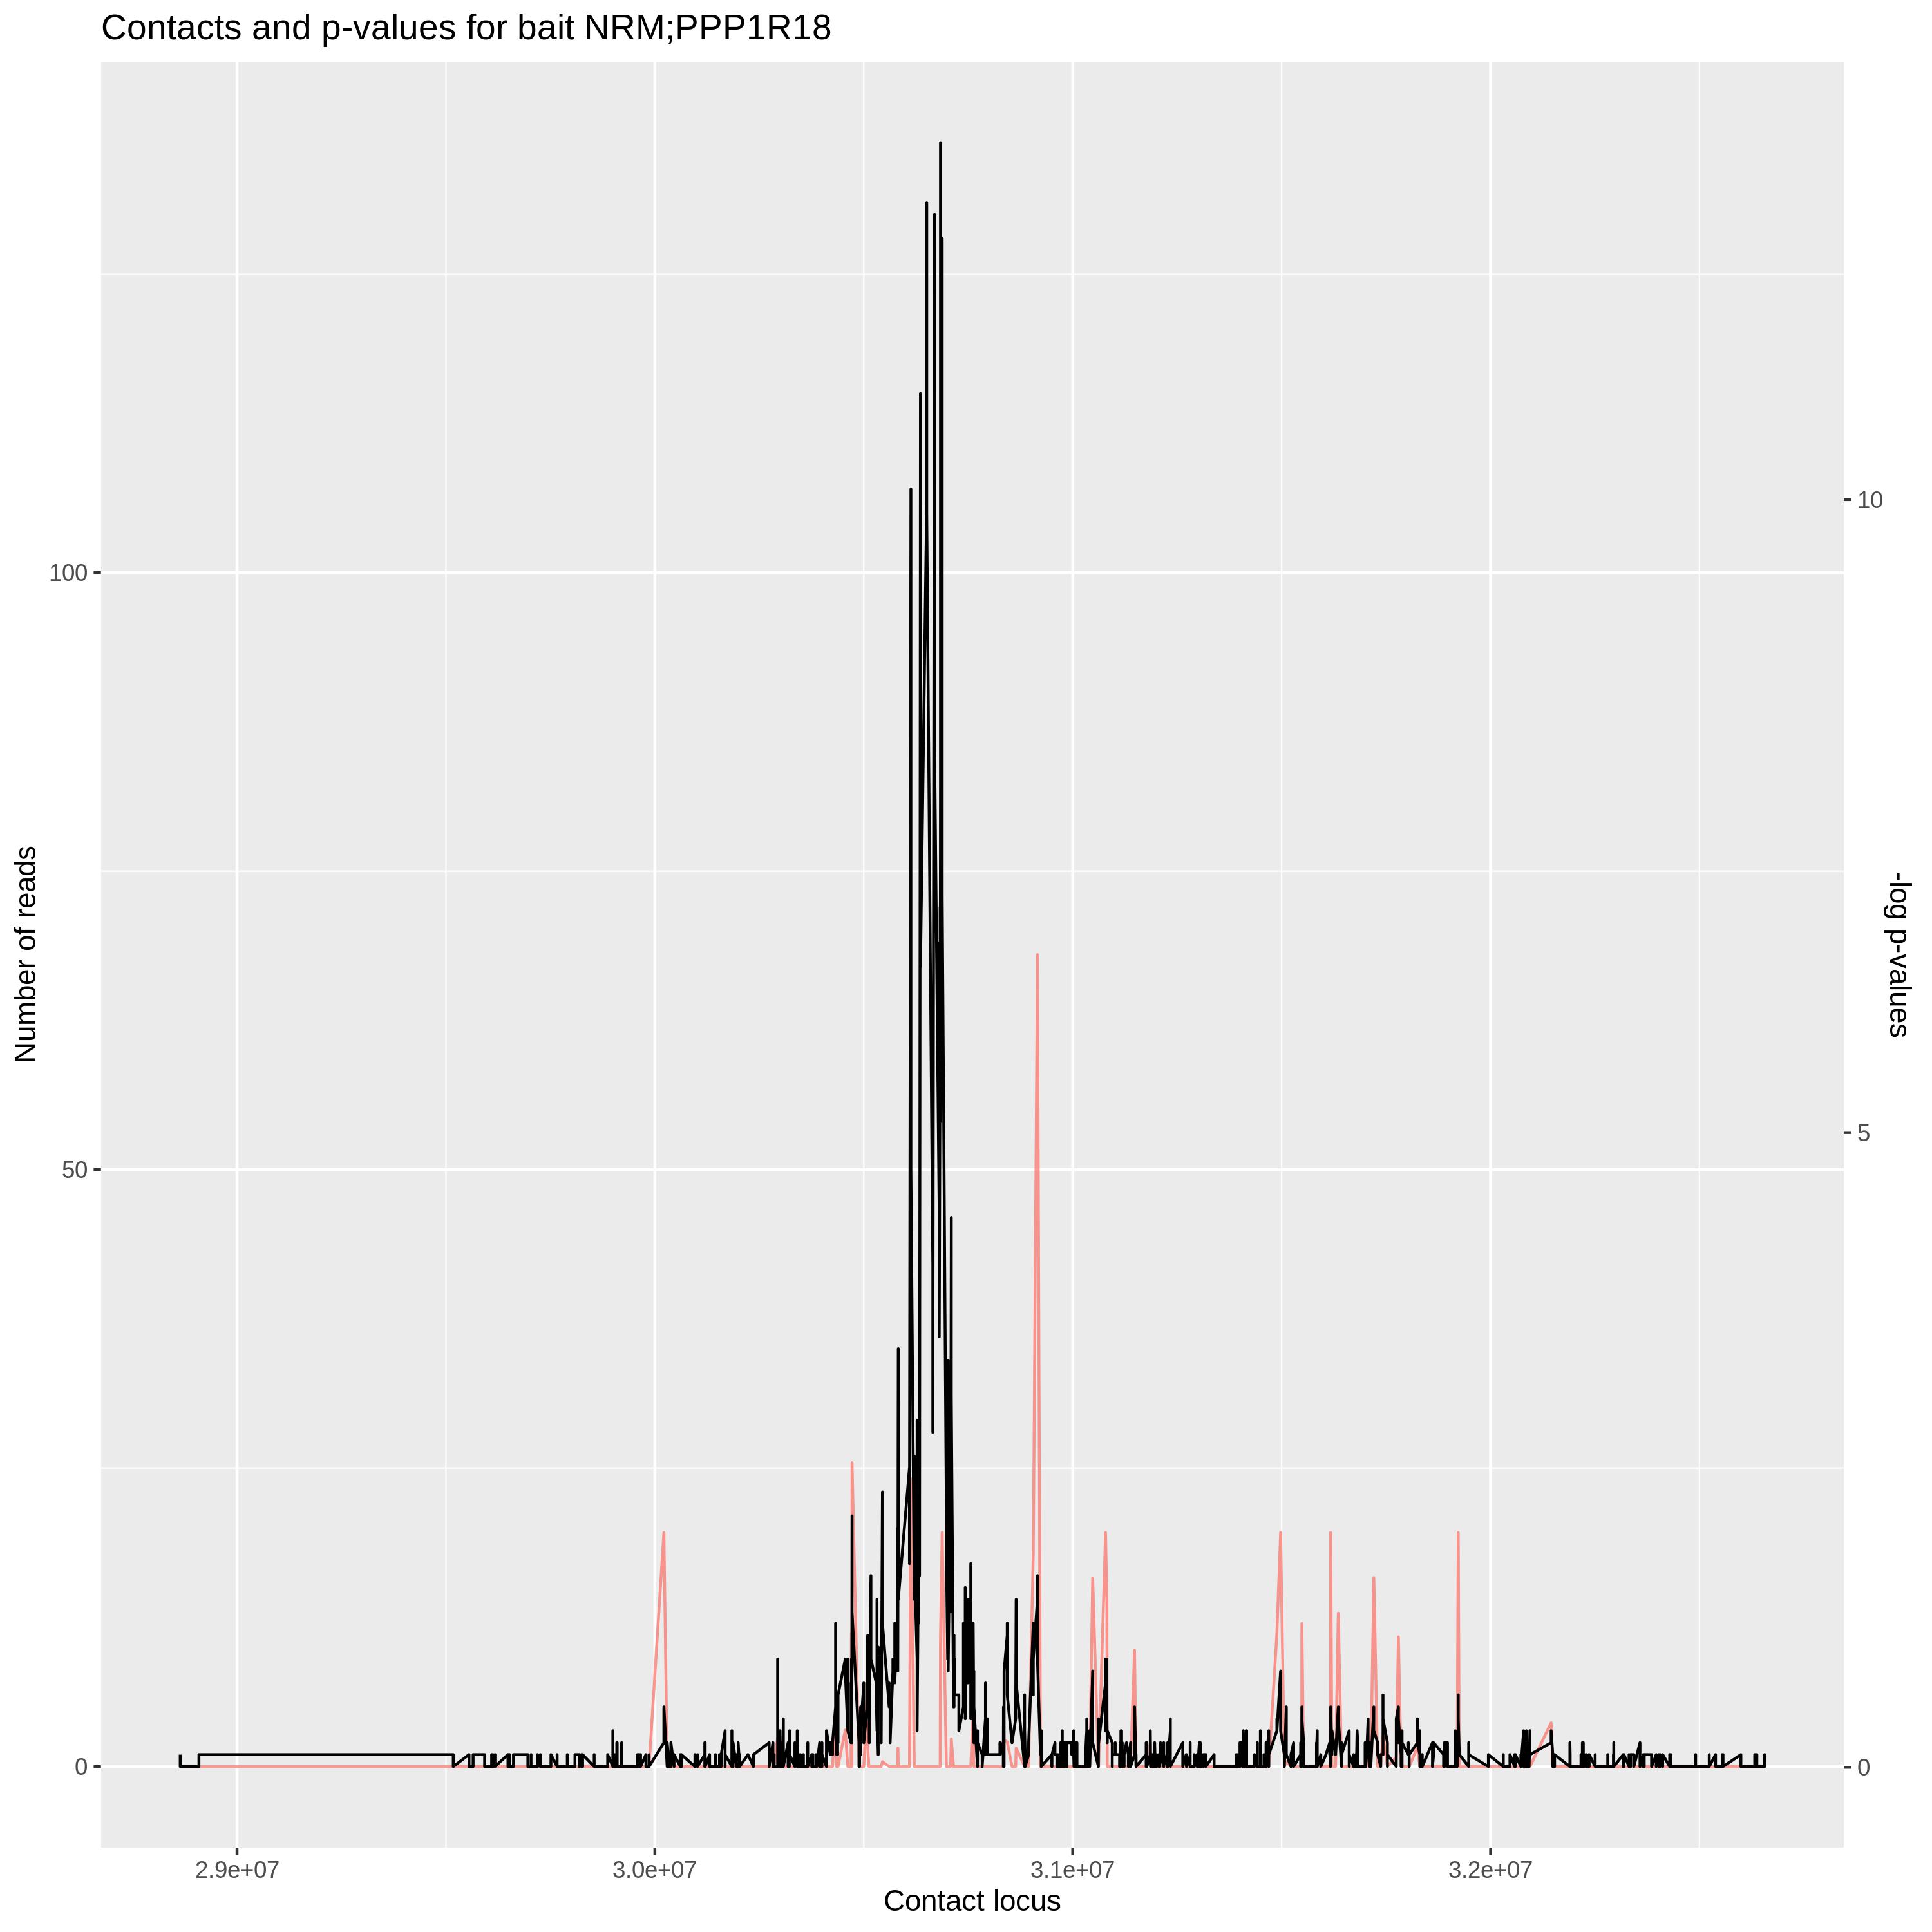 Contacts and p-values for bait NRM;PPP1R18
Number of reads
100
50
0
10
5
0
-log p-values
2.9e+07
3.0e+07
3.1e+07
3.2e+07
Contact locus